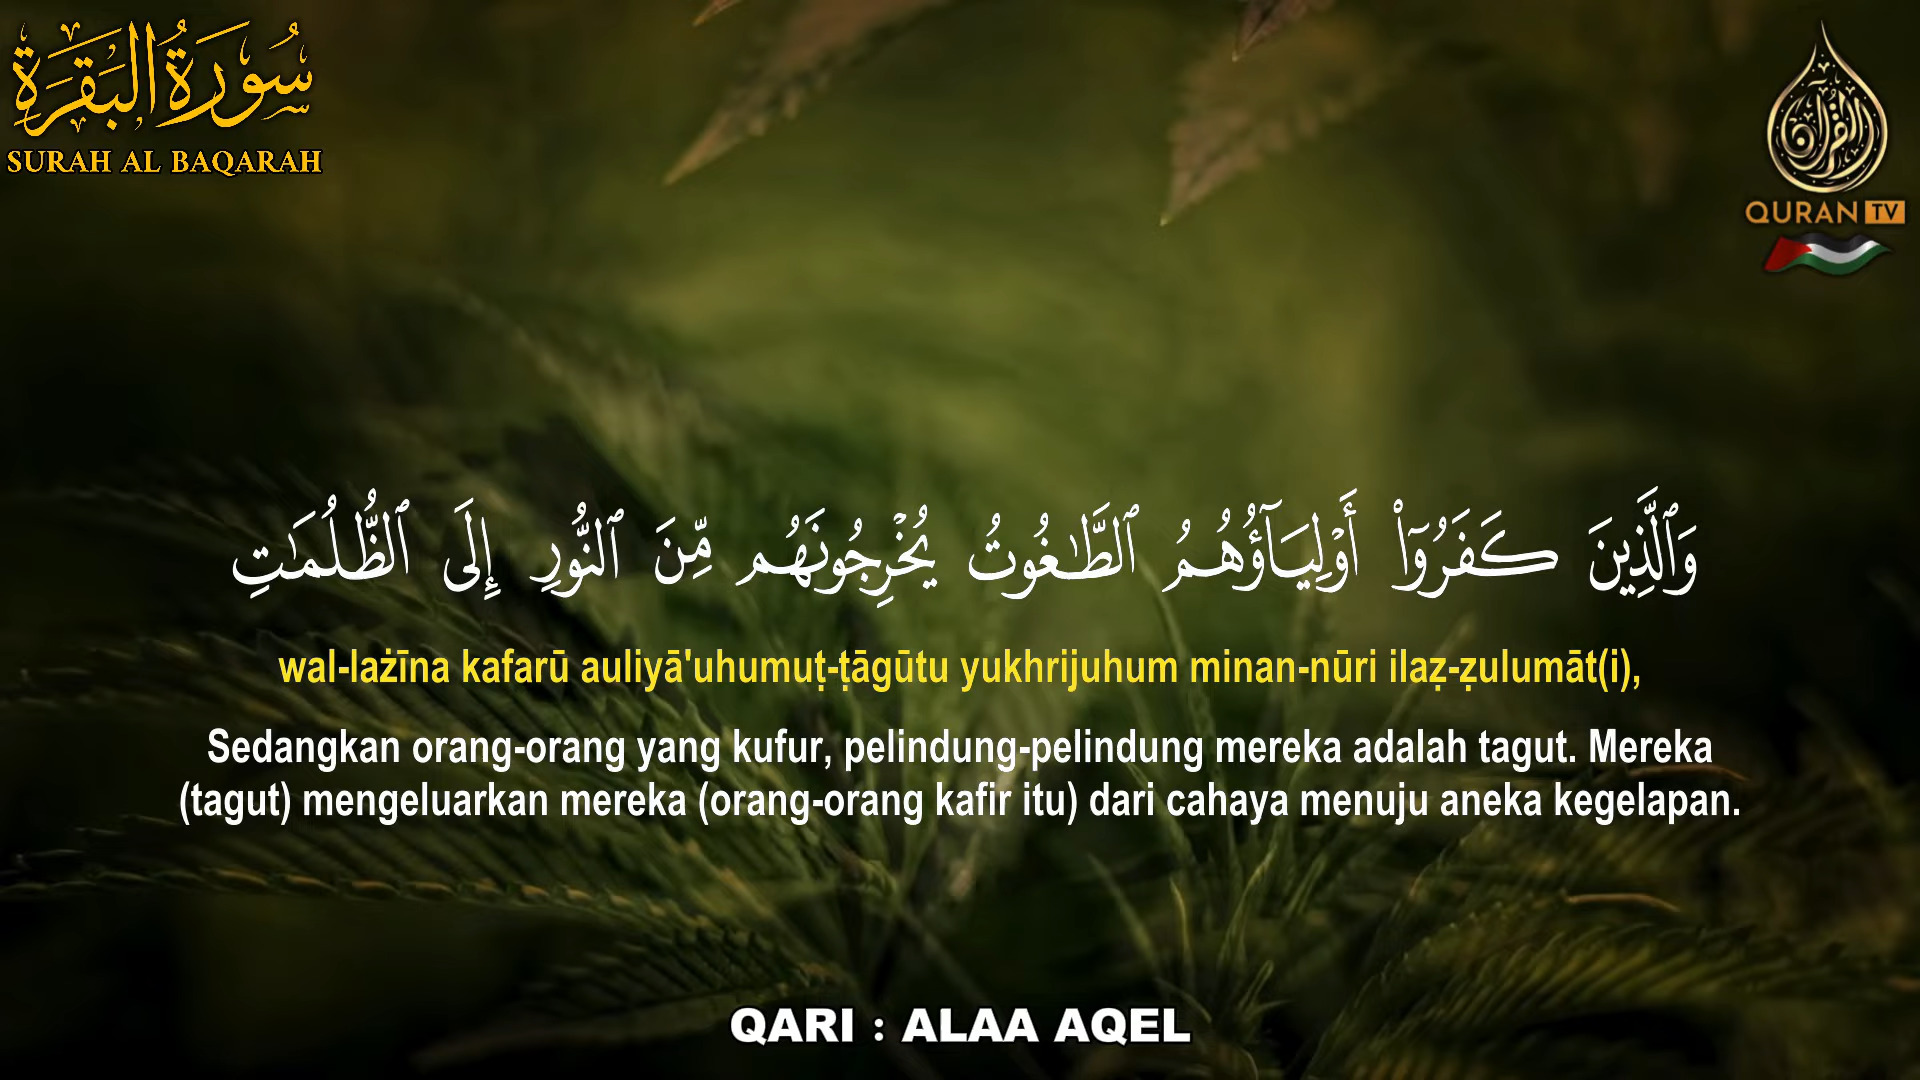 سُورَةُ البَقَرَةِ
SURAH AL BAQARAH
القرآن
QURAN TV
وَٱلَّذِينَ كَفَرُوٓا۟ أَوْلِيَآؤُهُمُ ٱلطَّـٰغُوتُ يُخْرِجُونَهُم مِّنَ ٱلنُّورِ إِلَى ٱلظُّلُمَـٰتِ
wal-lażīna kafarū auliyā'uhumuṭ-ṭāgūtu yukhrijuhum minan-nūri ilaẓ-ẓulumāt(i),
Sedangkan orang-orang yang kufur, pelindung-pelindung mereka adalah tagut. Mereka
(tagut) mengeluarkan mereka (orang-orang kafir itu) dari cahaya menuju aneka kegelapan.
QARI : ALAA AQEL